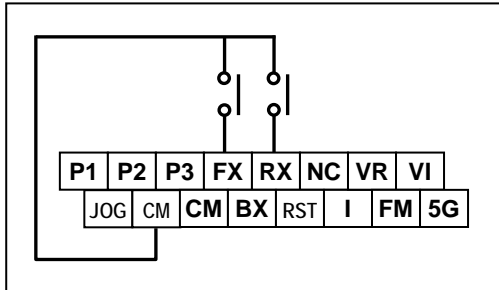 P1 P2 P3 FX RX NC VR VI
JOG CM CM BX RST I FM 5G